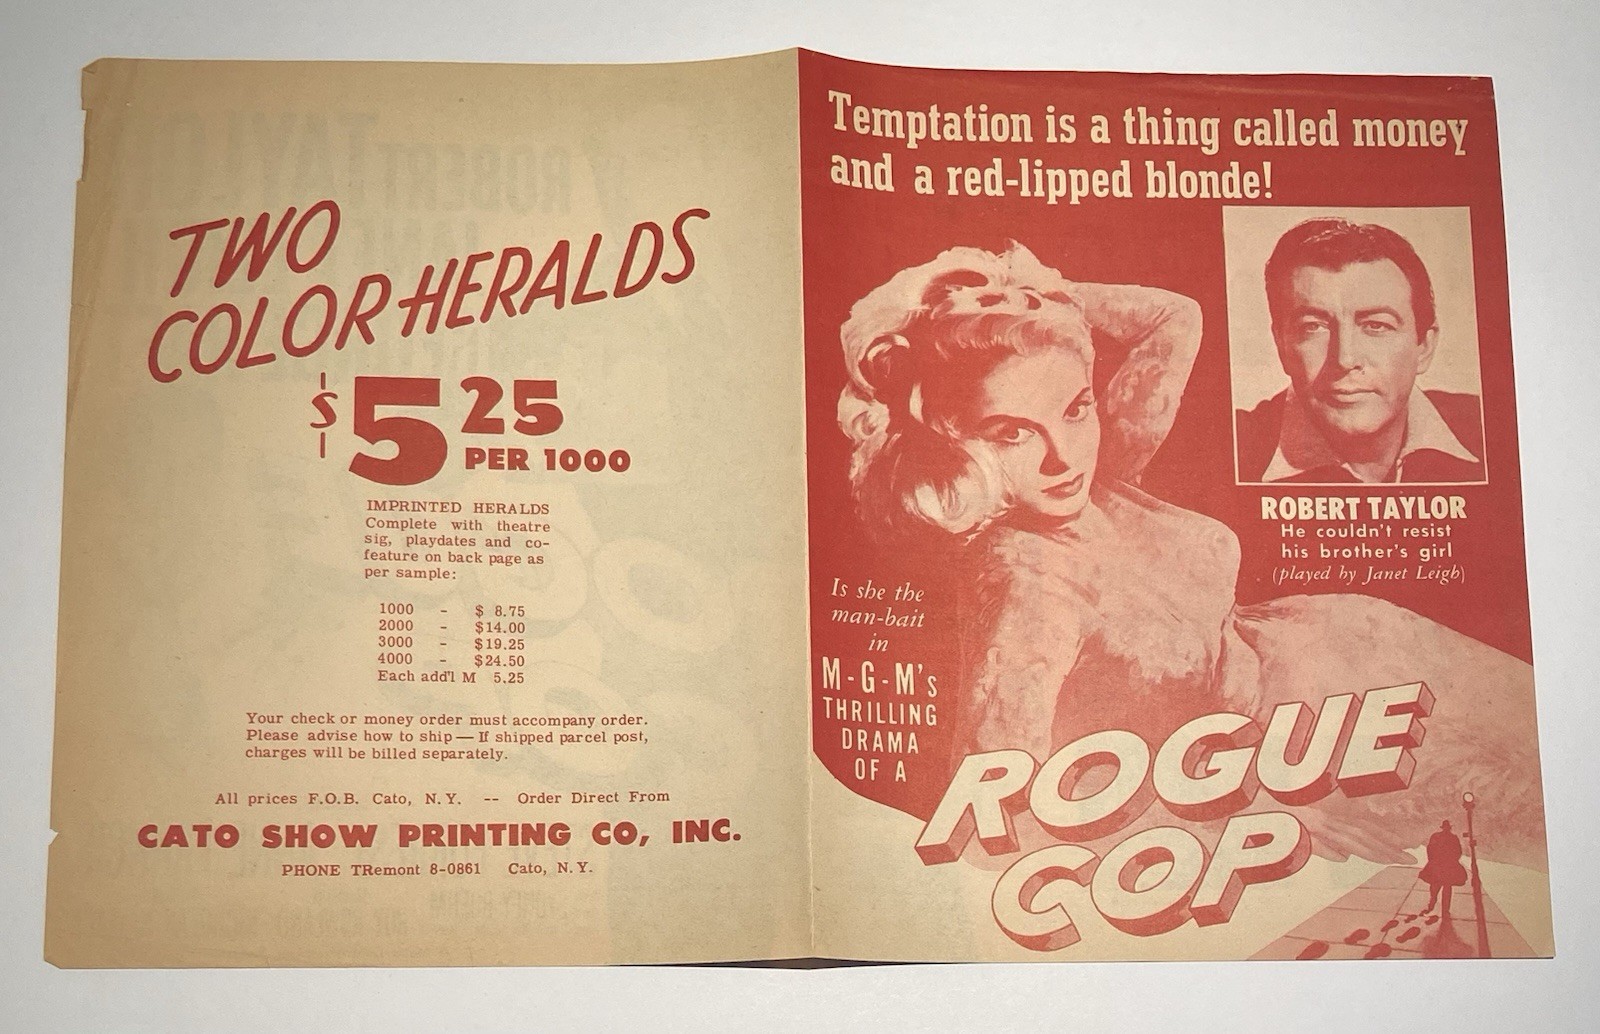 TWO
COLOR HERALDS
$5 25
PER 1000
IMPRINTED HERALDS
Complete with theatre
sig, playdates and co-
feature on back page as
per sample:
1000 - $ 8.75
2000 - $14.00
3000 - $19.25
4000 - $24.50
Each add'l M 5.25
Your check or money order must accompany order.
Please advise how to ship — If shipped parcel post,
charges will be billed separately.
All prices F.O.B. Cato, N.Y. -- Order Direct From
CATO SHOW PRINTING CO, INC.
PHONE TRemont 8-0861 Cato, N.Y.
Temptation is a thing called money
and a red-lipped blonde!
ROBERT TAYLOR
He couldn't resist
his brother's girl
(played by Janet Leigh)
Is she the
man-bait
in
M-G-M's
THRILLING
DRAMA
OF A
ROGUE
COP